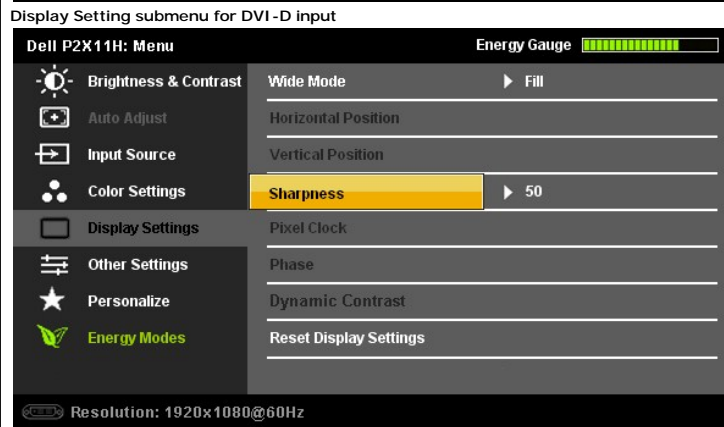 Display Setting submenu for DVI-D input
Dell P2X11H: Menu Energy Gauge
Brightness & Contrast Wide Mode Fill
Auto Adjust Horizontal Position
Input Source Vertical Position
Color Settings Sharpness 50
Display Settings Pixel Clock
Other Settings Phase
Personalize Dynamic Contrast
Energy Modes Reset Display Settings
Resolution: 1920x1080@60Hz